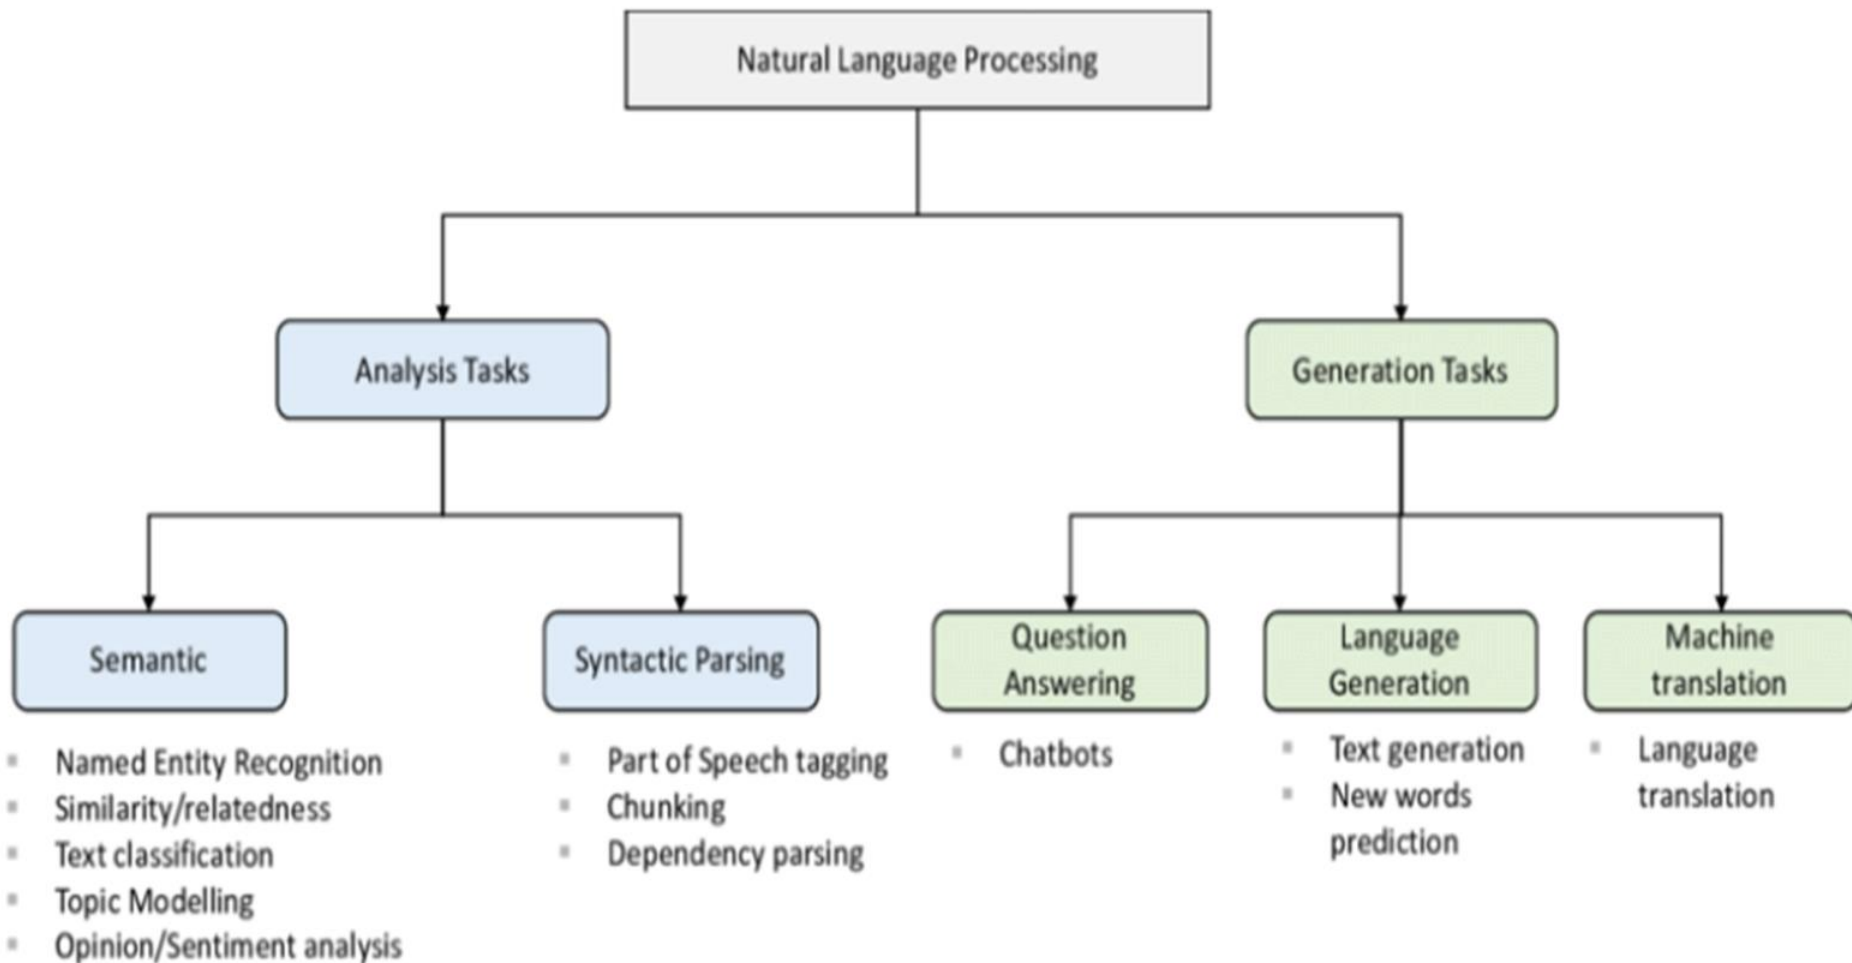 Natural Language Processing
Analysis Tasks
Generation Tasks
Semantic
Syntactic Parsing
Question
Answering
Language
Generation
Machine
translation
Named Entity Recognition
Similarity/relatedness
Text classification
Topic Modelling
Opinion/Sentiment analysis
Part of Speech tagging
Chunking
Dependency parsing
Chatbots
Text generation
New words
prediction
Language
translation